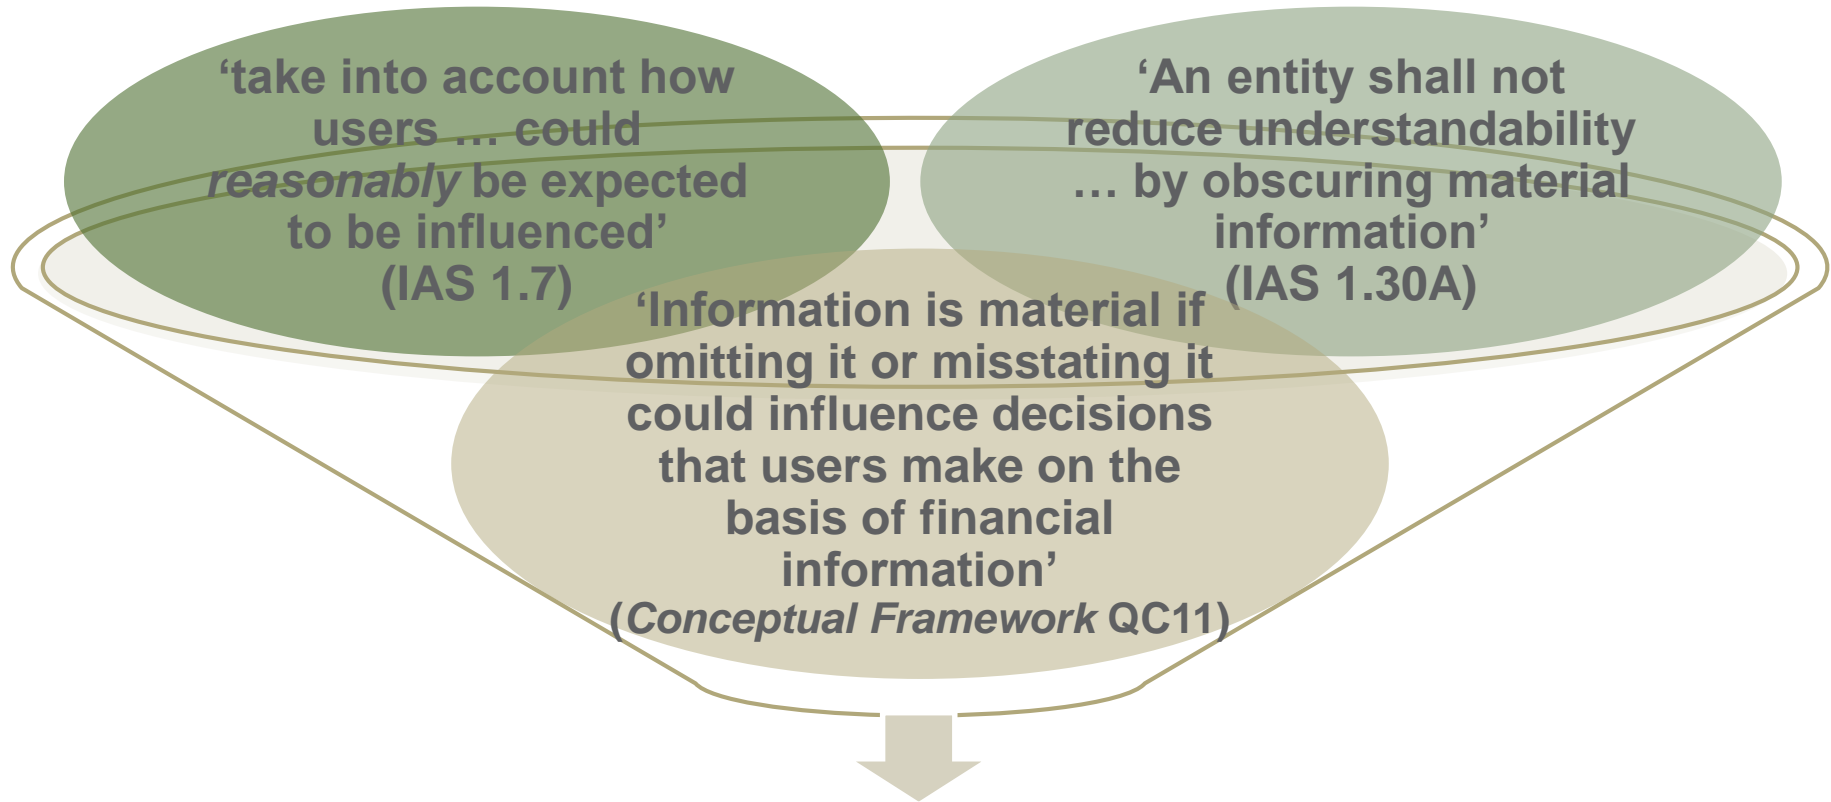 ‘take into account how
users … could
reasonably be expected
to be influenced’
(IAS 1.7)
‘An entity shall not
reduce understandability
… by obscuring material
information’
(IAS 1.30A)
‘Information is material if
omitting it or misstating it
could influence decisions
that users make on the
basis of financial
information’
(Conceptual Framework QC11)